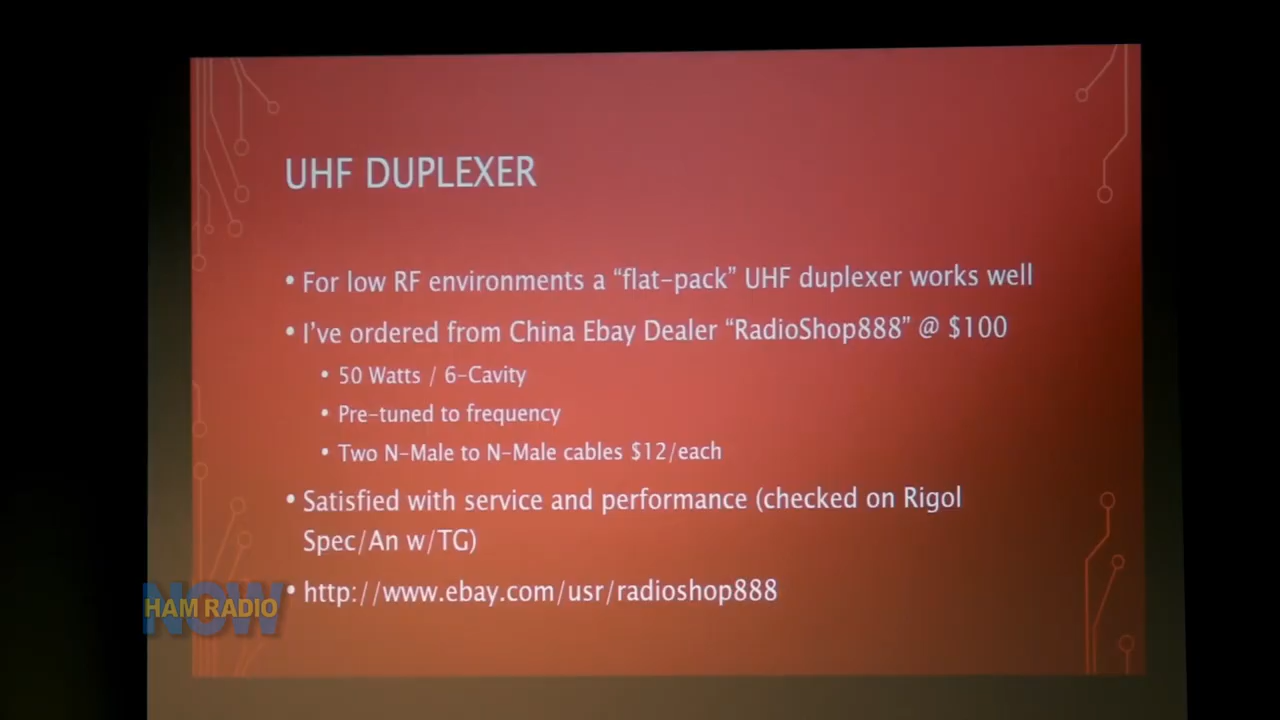 UHF DUPLEXER
• For low RF environments a “flat-pack” UHF duplexer works well
• I’ve ordered from China Ebay Dealer “RadioShop888” @ $100
• 50 Watts / 6-Cavity
• Pre-tuned to frequency
• Two N-Male to N-Male cables $12/each
• Satisfied with service and performance (checked on Rigol
Spec/An w/TG)
• http://www.ebay.com/usr/radioshop888
NOW
HAM RADIO